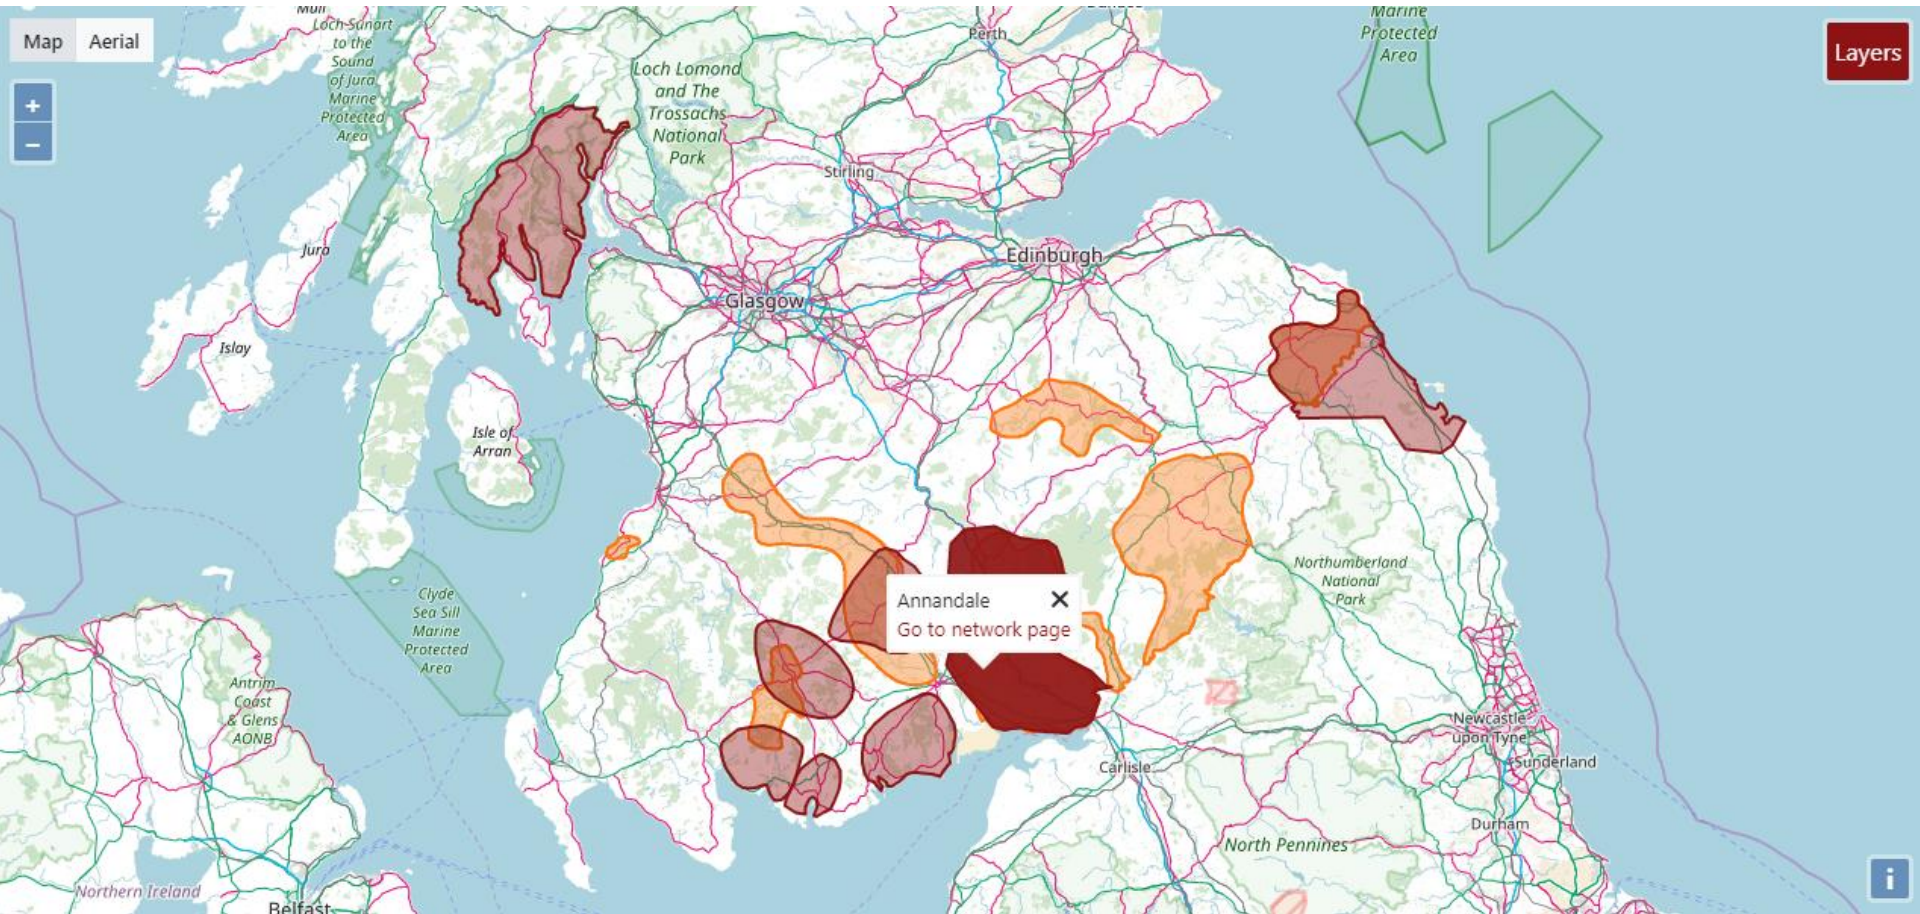 Map
Aerial
+
−
Layers
Loch Sunart
to the
Sound
of Jura
Marine
Protected
Area
Loch Lomond
and The
Trossachs
National
Park
Perth
Marine
Protected
Area
Stirling
Jura
Edinburgh
Glasgow
Islay
Isle of
Arran
Clyde
Sea Sill
Marine
Protected
Area
Northumberland
National
Park
Annandale
Go to network page
Antrim
Coast
& Glens
AONB
Newcastle
upon Tyne
Sunderland
Carlisle
Durham
North Pennines
Northern Ireland
Belfast
i